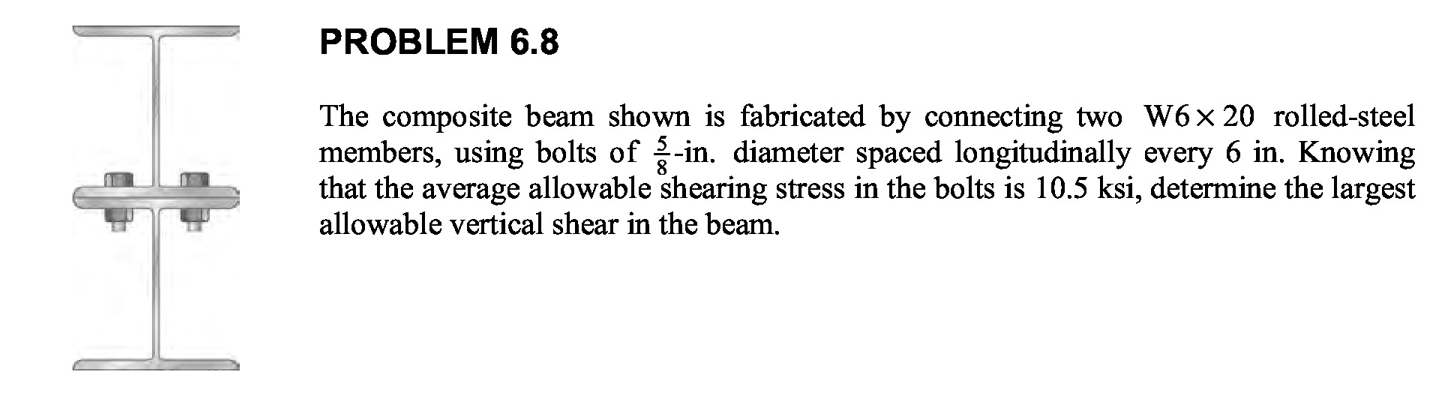 PROBLEM 6.8
The composite beam shown is fabricated by connecting two W6 × 20 rolled-steel
members, using bolts of 5/8-in. diameter spaced longitudinally every 6 in. Knowing
that the average allowable shearing stress in the bolts is 10.5 ksi, determine the largest
allowable vertical shear in the beam.